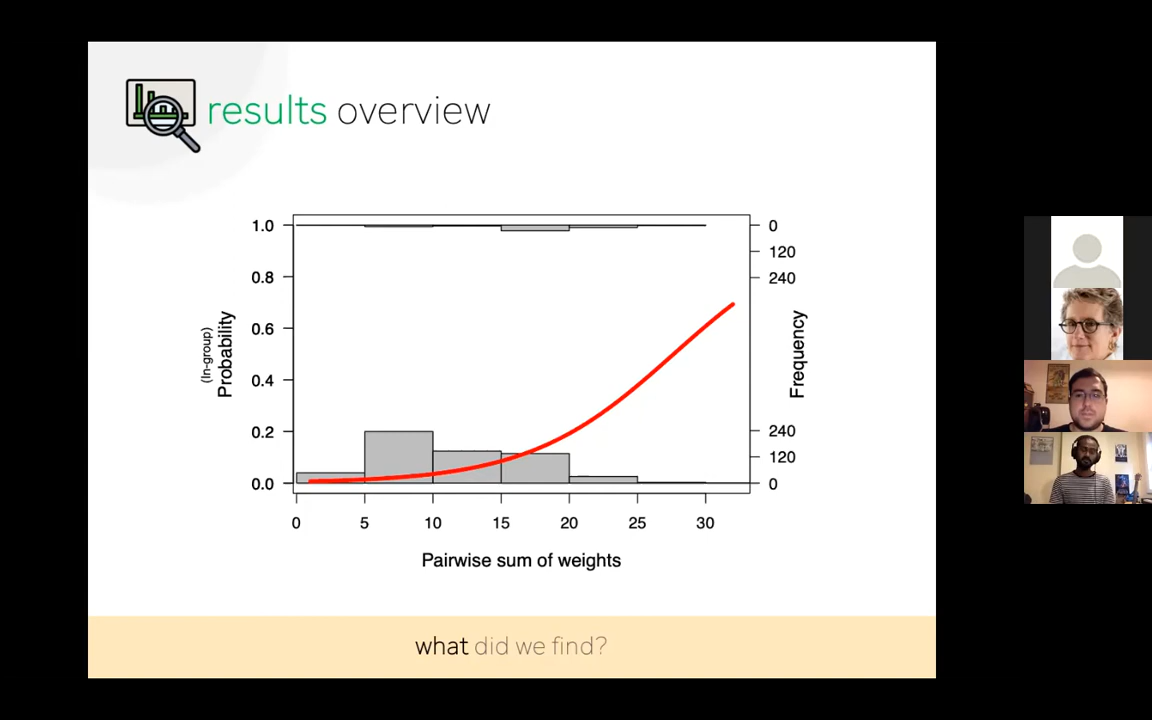 results overview
1.0
0.8
0.6
0.4
0.2
0.0
(In-group)
Probability
0
120
240
240
120
0
Frequency
0 5 10 15 20 25 30
Pairwise sum of weights
what did we find?